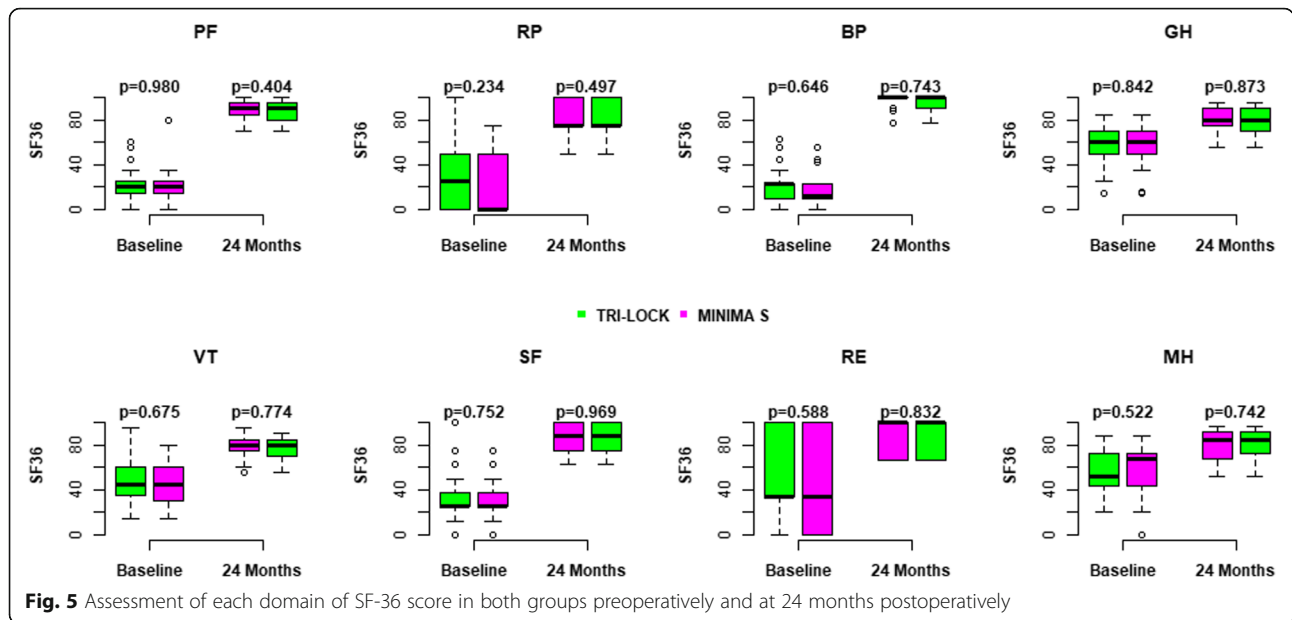 PF RP BP GH
p=0.980 p=0.404 p=0.234 p=0.497 p=0.646 p=0.743 p=0.842 p=0.873
SF36 0 40 80 SF36 0 40 80 SF36 0 40 80 SF36 0 40 80
Baseline 24 Months Baseline 24 Months Baseline 24 Months Baseline 24 Months
TRI-LOCK MINIMA S
VT SF RE MH
p=0.675 p=0.774 p=0.752 p=0.969 p=0.588 p=0.832 p=0.522 p=0.742
SF36 0 40 80 SF36 0 40 80 SF36 0 40 80 SF36 0 40 80
Baseline 24 Months Baseline 24 Months Baseline 24 Months Baseline 24 Months
Fig. 5 Assessment of each domain of SF-36 score in both groups preoperatively and at 24 months postoperatively